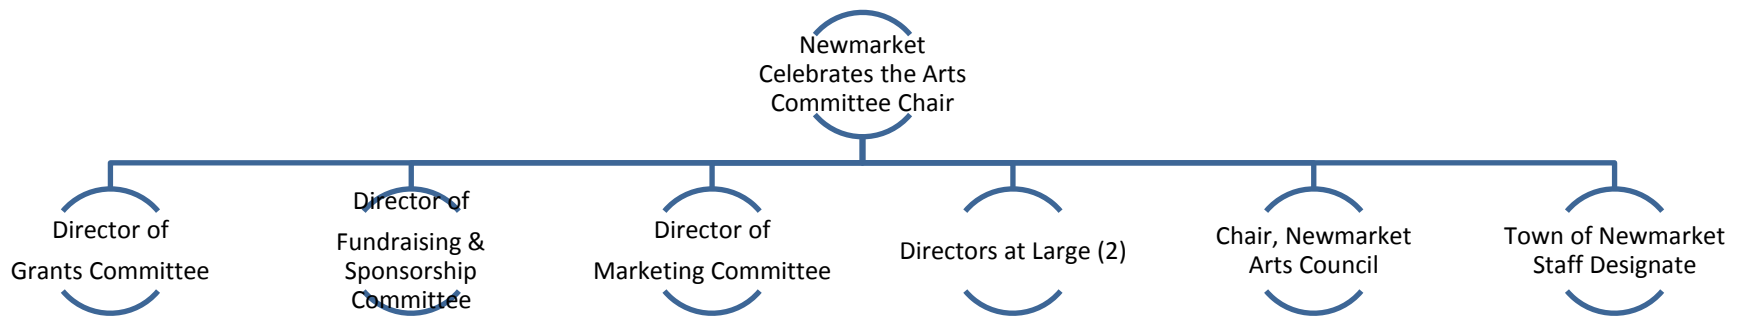 Newmarket
Celebrates the Arts
Committee Chair
Director of
Grants Committee
Director of
Fundraising &
Sponsorship
Committee
Director of
Marketing Committee
Directors at Large (2)
Chair, Newmarket
Arts Council
Town of Newmarket
Staff Designate